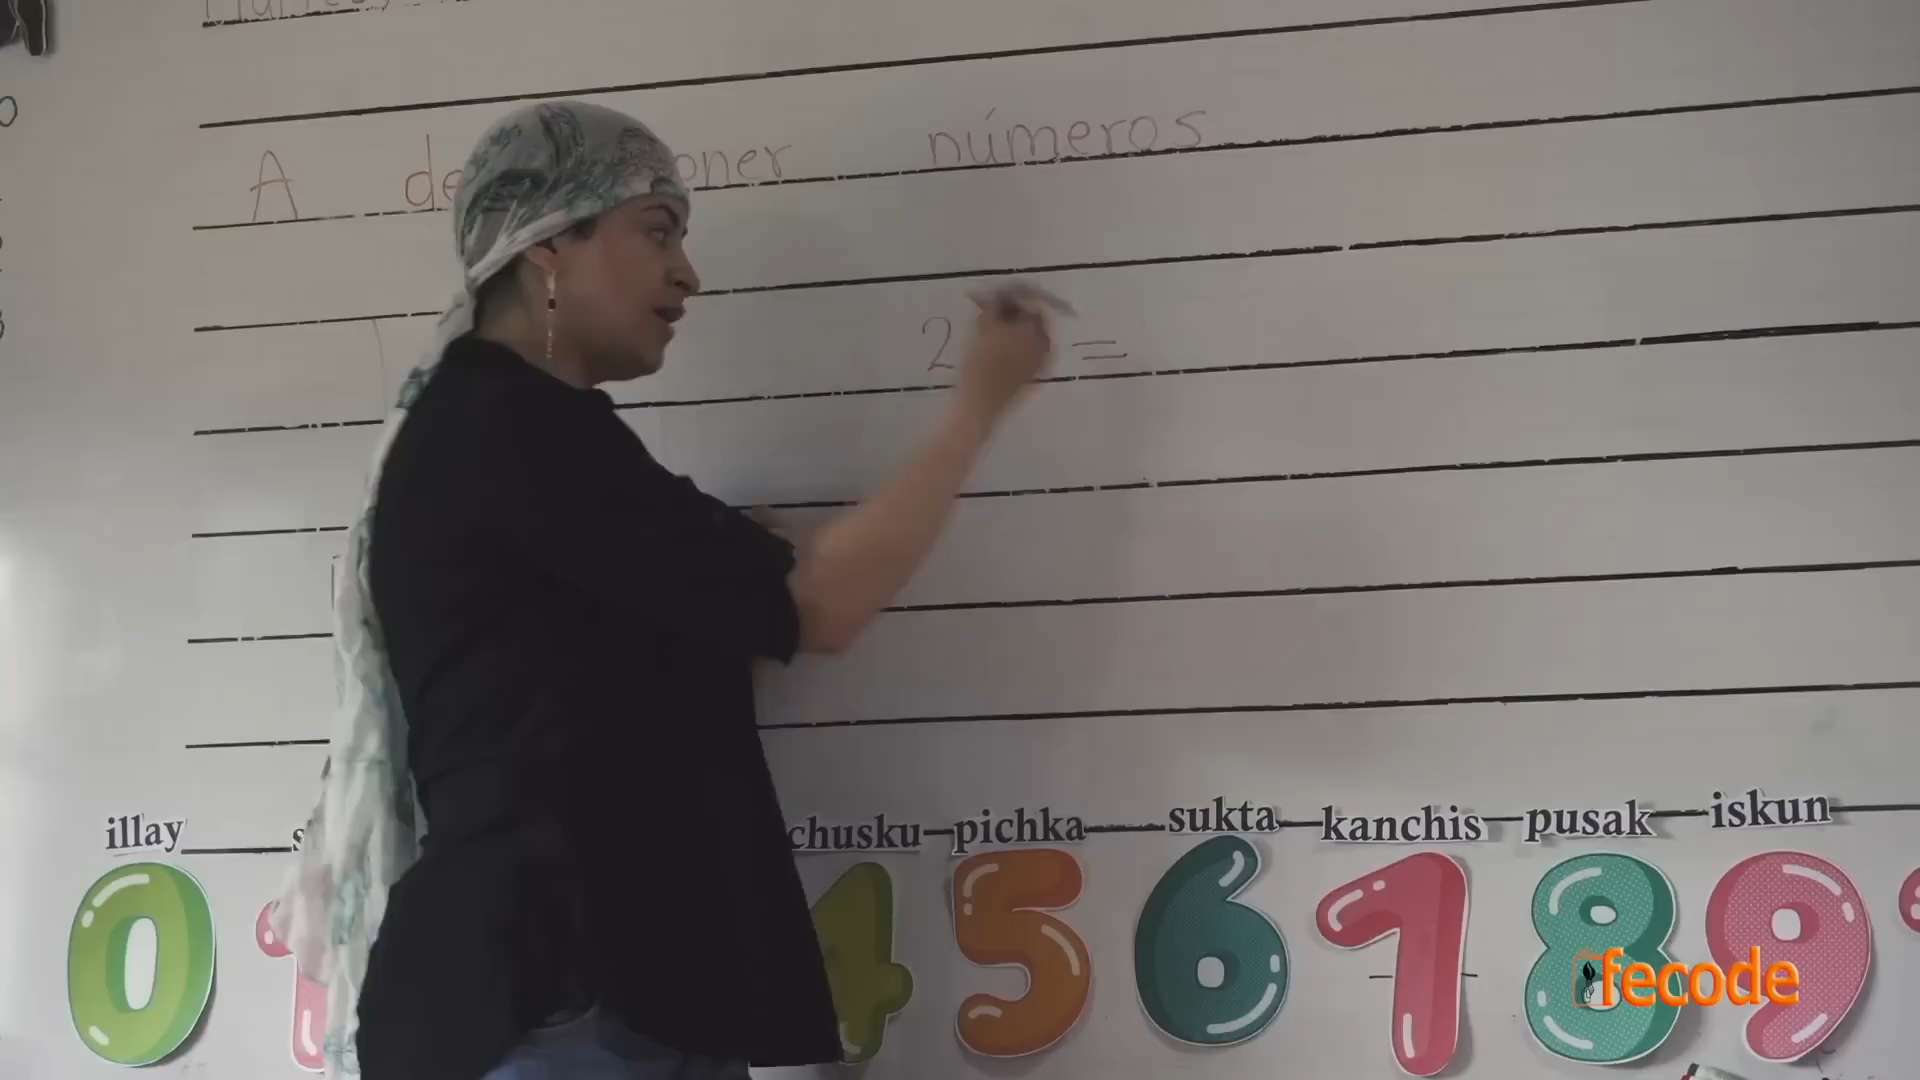 A de oner números
2 =
illay s chusku pichka sukta kanchis pusak iskun
0 1 4 5 6 7 8 9
fecode